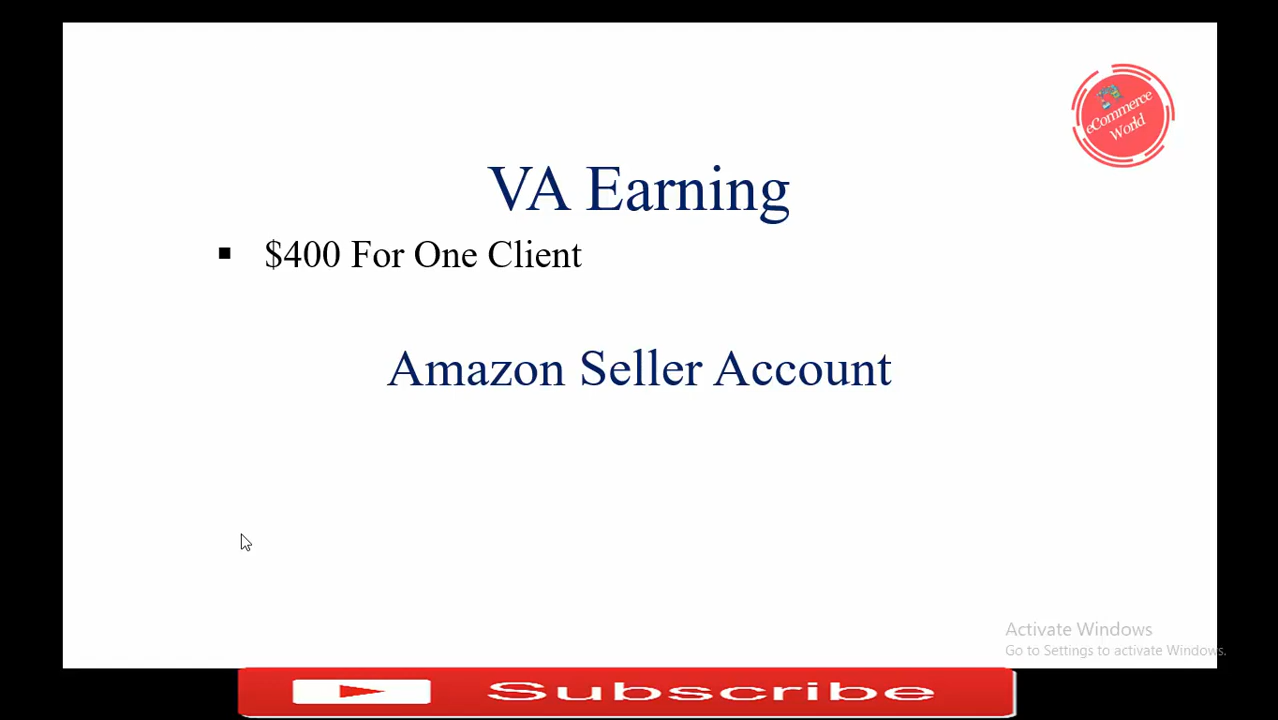 eCommerce
World
VA Earning
▪ $400 For One Client
Amazon Seller Account
Activate Windows
Go to Settings to activate Windows.
Subscribe